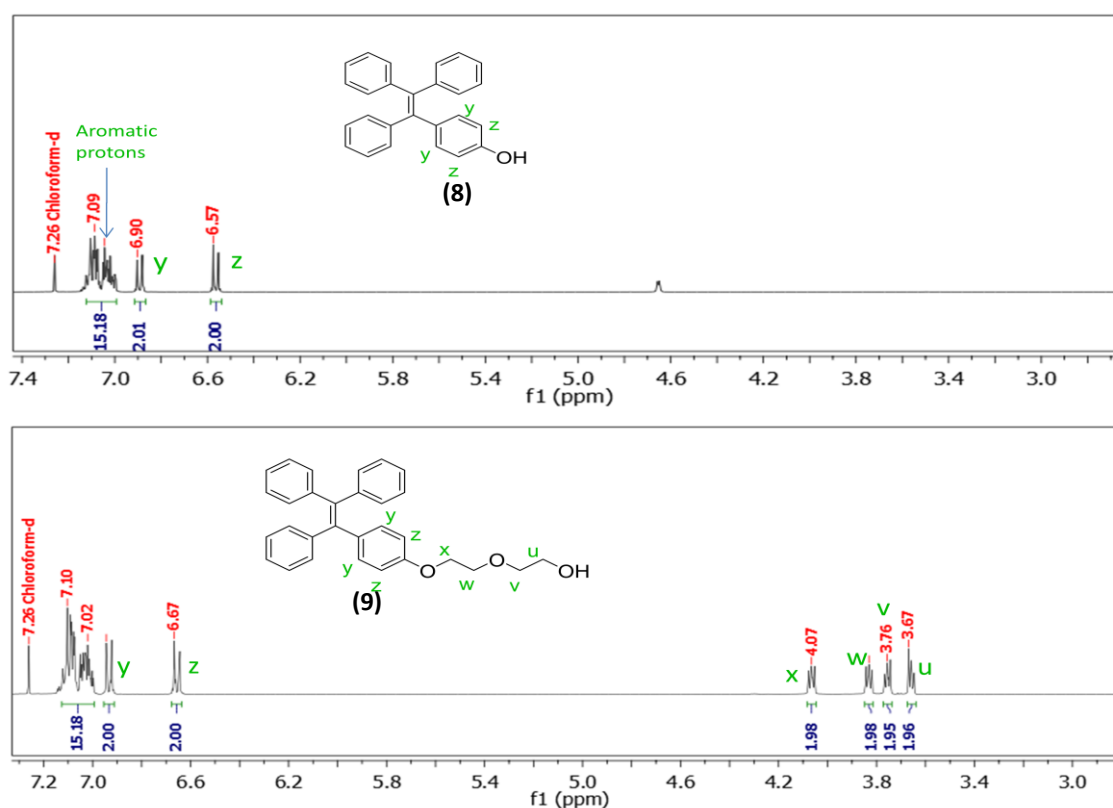 y
z
OH
y
z
(8)
Aromatic
protons
7.26 Chloroform-d
7.09
6.90
y
6.57
z
15.18
2.01
2.00
7.4 7.0 6.6 6.2 5.8 5.4 5.0 4.6 4.2 3.8 3.4 3.0
f1 (ppm)
y
z
x
O
u
OH
y
z
O
w
v
(9)
7.26 Chloroform-d
7.10
7.02
y
6.67
z
x
4.07
w
v
3.76
3.67
u
15.18
2.00
2.00
1.98
1.98
1.95
1.96
7.2 7.0 6.6 6.2 5.8 5.4 5.0 4.6 4.2 3.8 3.4 3.0
f1 (ppm)